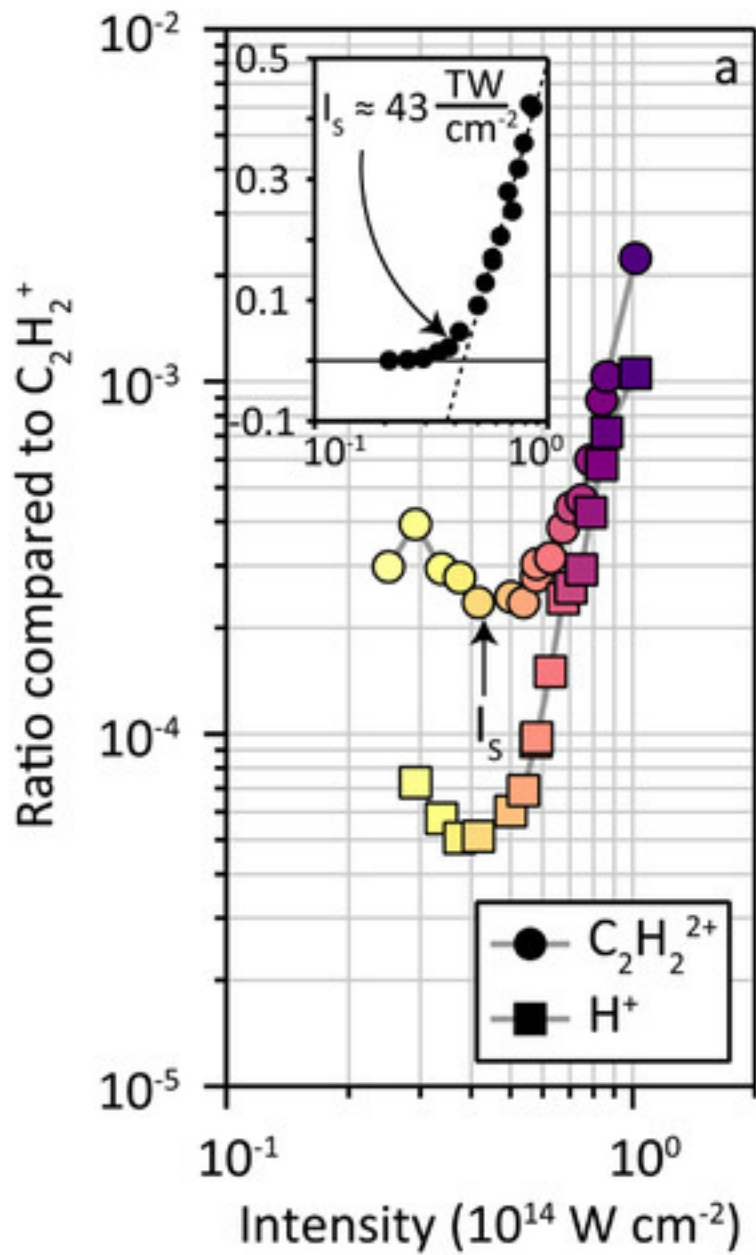 a
10⁻²
10⁻³
10⁻⁴
10⁻⁵
Ratio compared to C₂H₂⁺
0.5
0.3
0.1
-0.1
10⁻¹ 10⁰
Iₛ ≈ 43 TW/cm⁻²
Iₛ
C₂H₂²⁺
H⁺
10⁻¹ 10⁰
Intensity (10¹⁴ W cm⁻²)